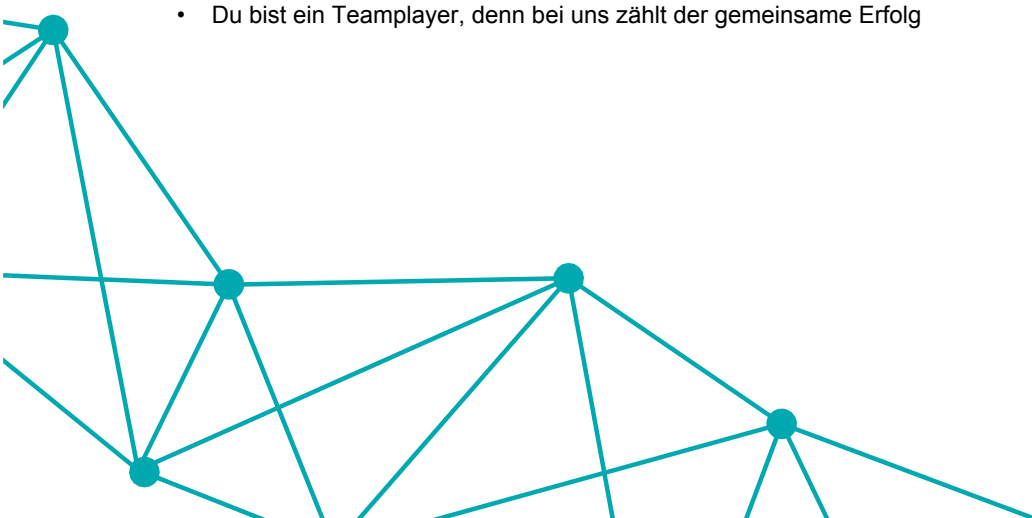 • Du bist ein Teamplayer, denn bei uns zählt der gemeinsame Erfolg